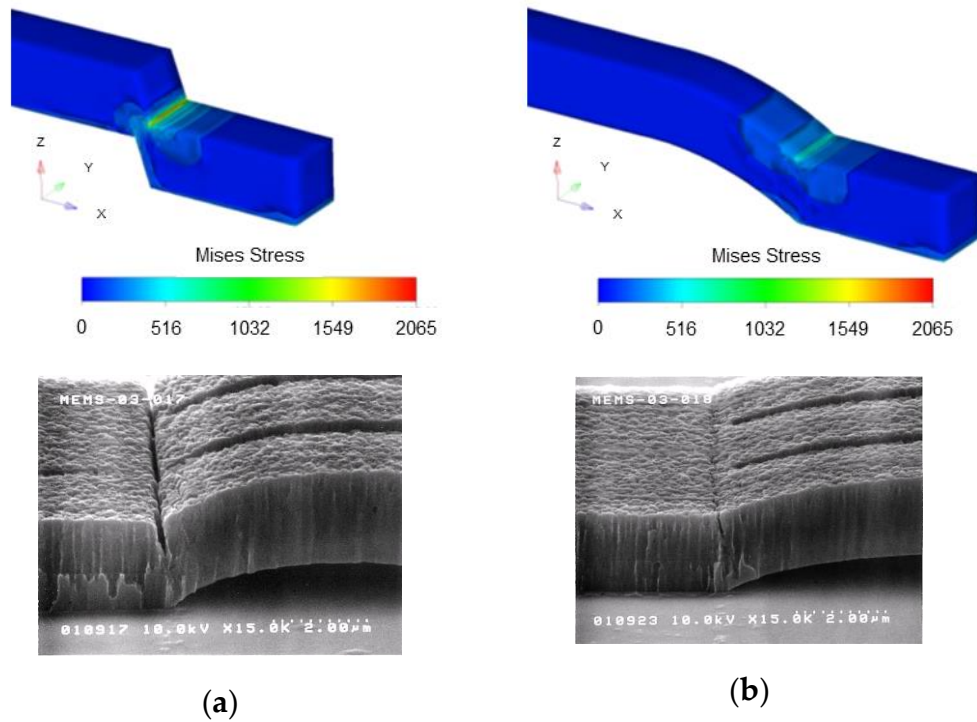 Z
Y
X
Mises Stress
0 516 1032 1549 2065
MEMS-03-017
010917 10.0kV X15.0K 2.00µm
(a)
Z
Y
X
Mises Stress
0 516 1032 1549 2065
MEMS-03-018
010923 10.0kV X15.0K 2.00µm
(b)